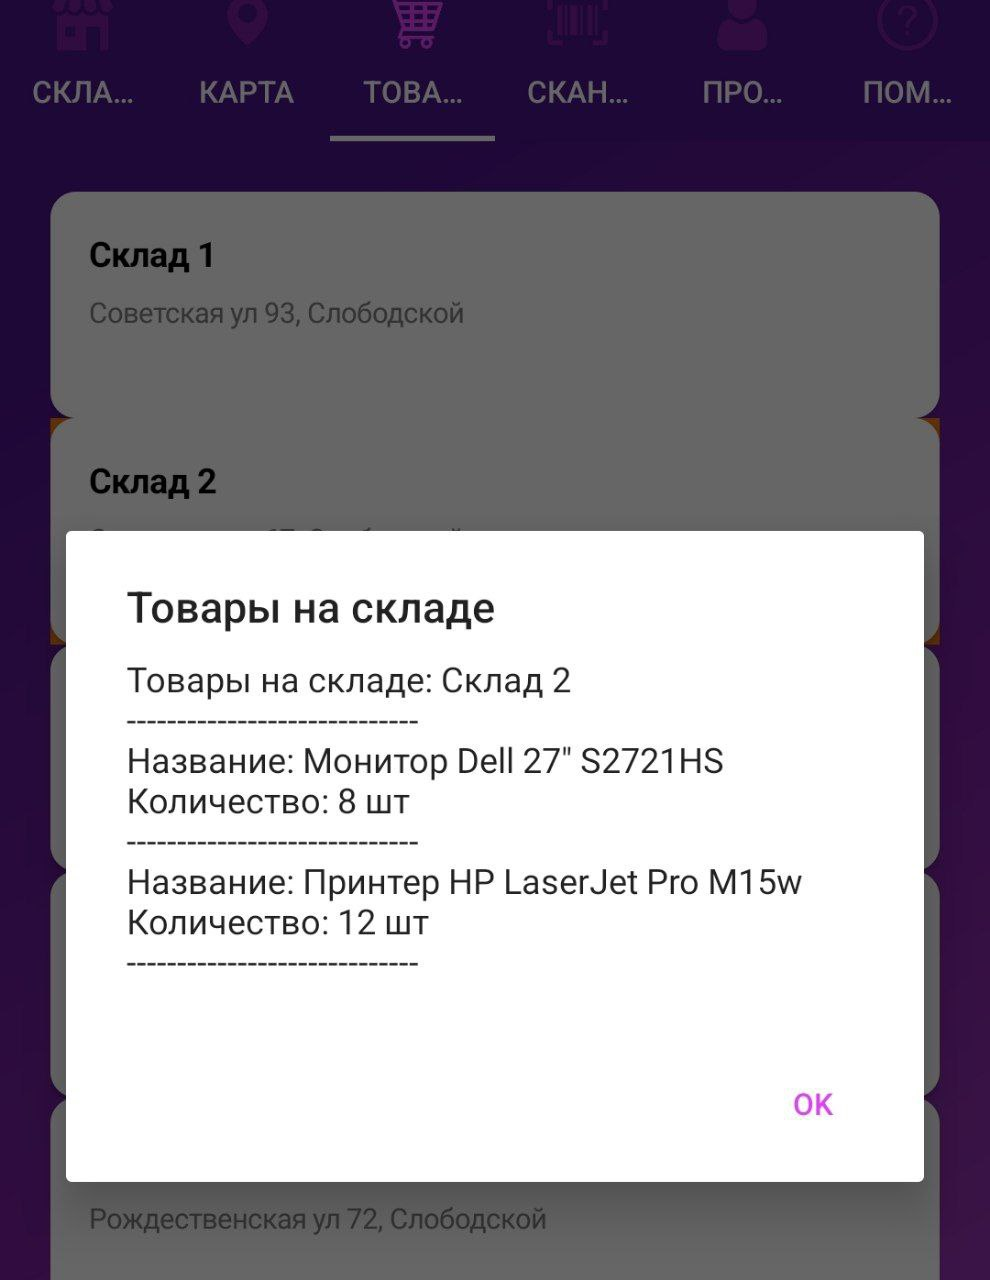 СКЛА...
КАРТА
ТОВА...
СКАН...
ПРО...
ПОМ...
Склад 1
Советская ул 93, Слободской
Склад 2
Товары на складе
Товары на складе: Склад 2
-----------------------------
Название: Монитор Dell 27" S2721HS
Количество: 8 шт
-----------------------------
Название: Принтер HP LaserJet Pro M15w
Количество: 12 шт
-----------------------------
OK
Рождественская ул 72, Слободской